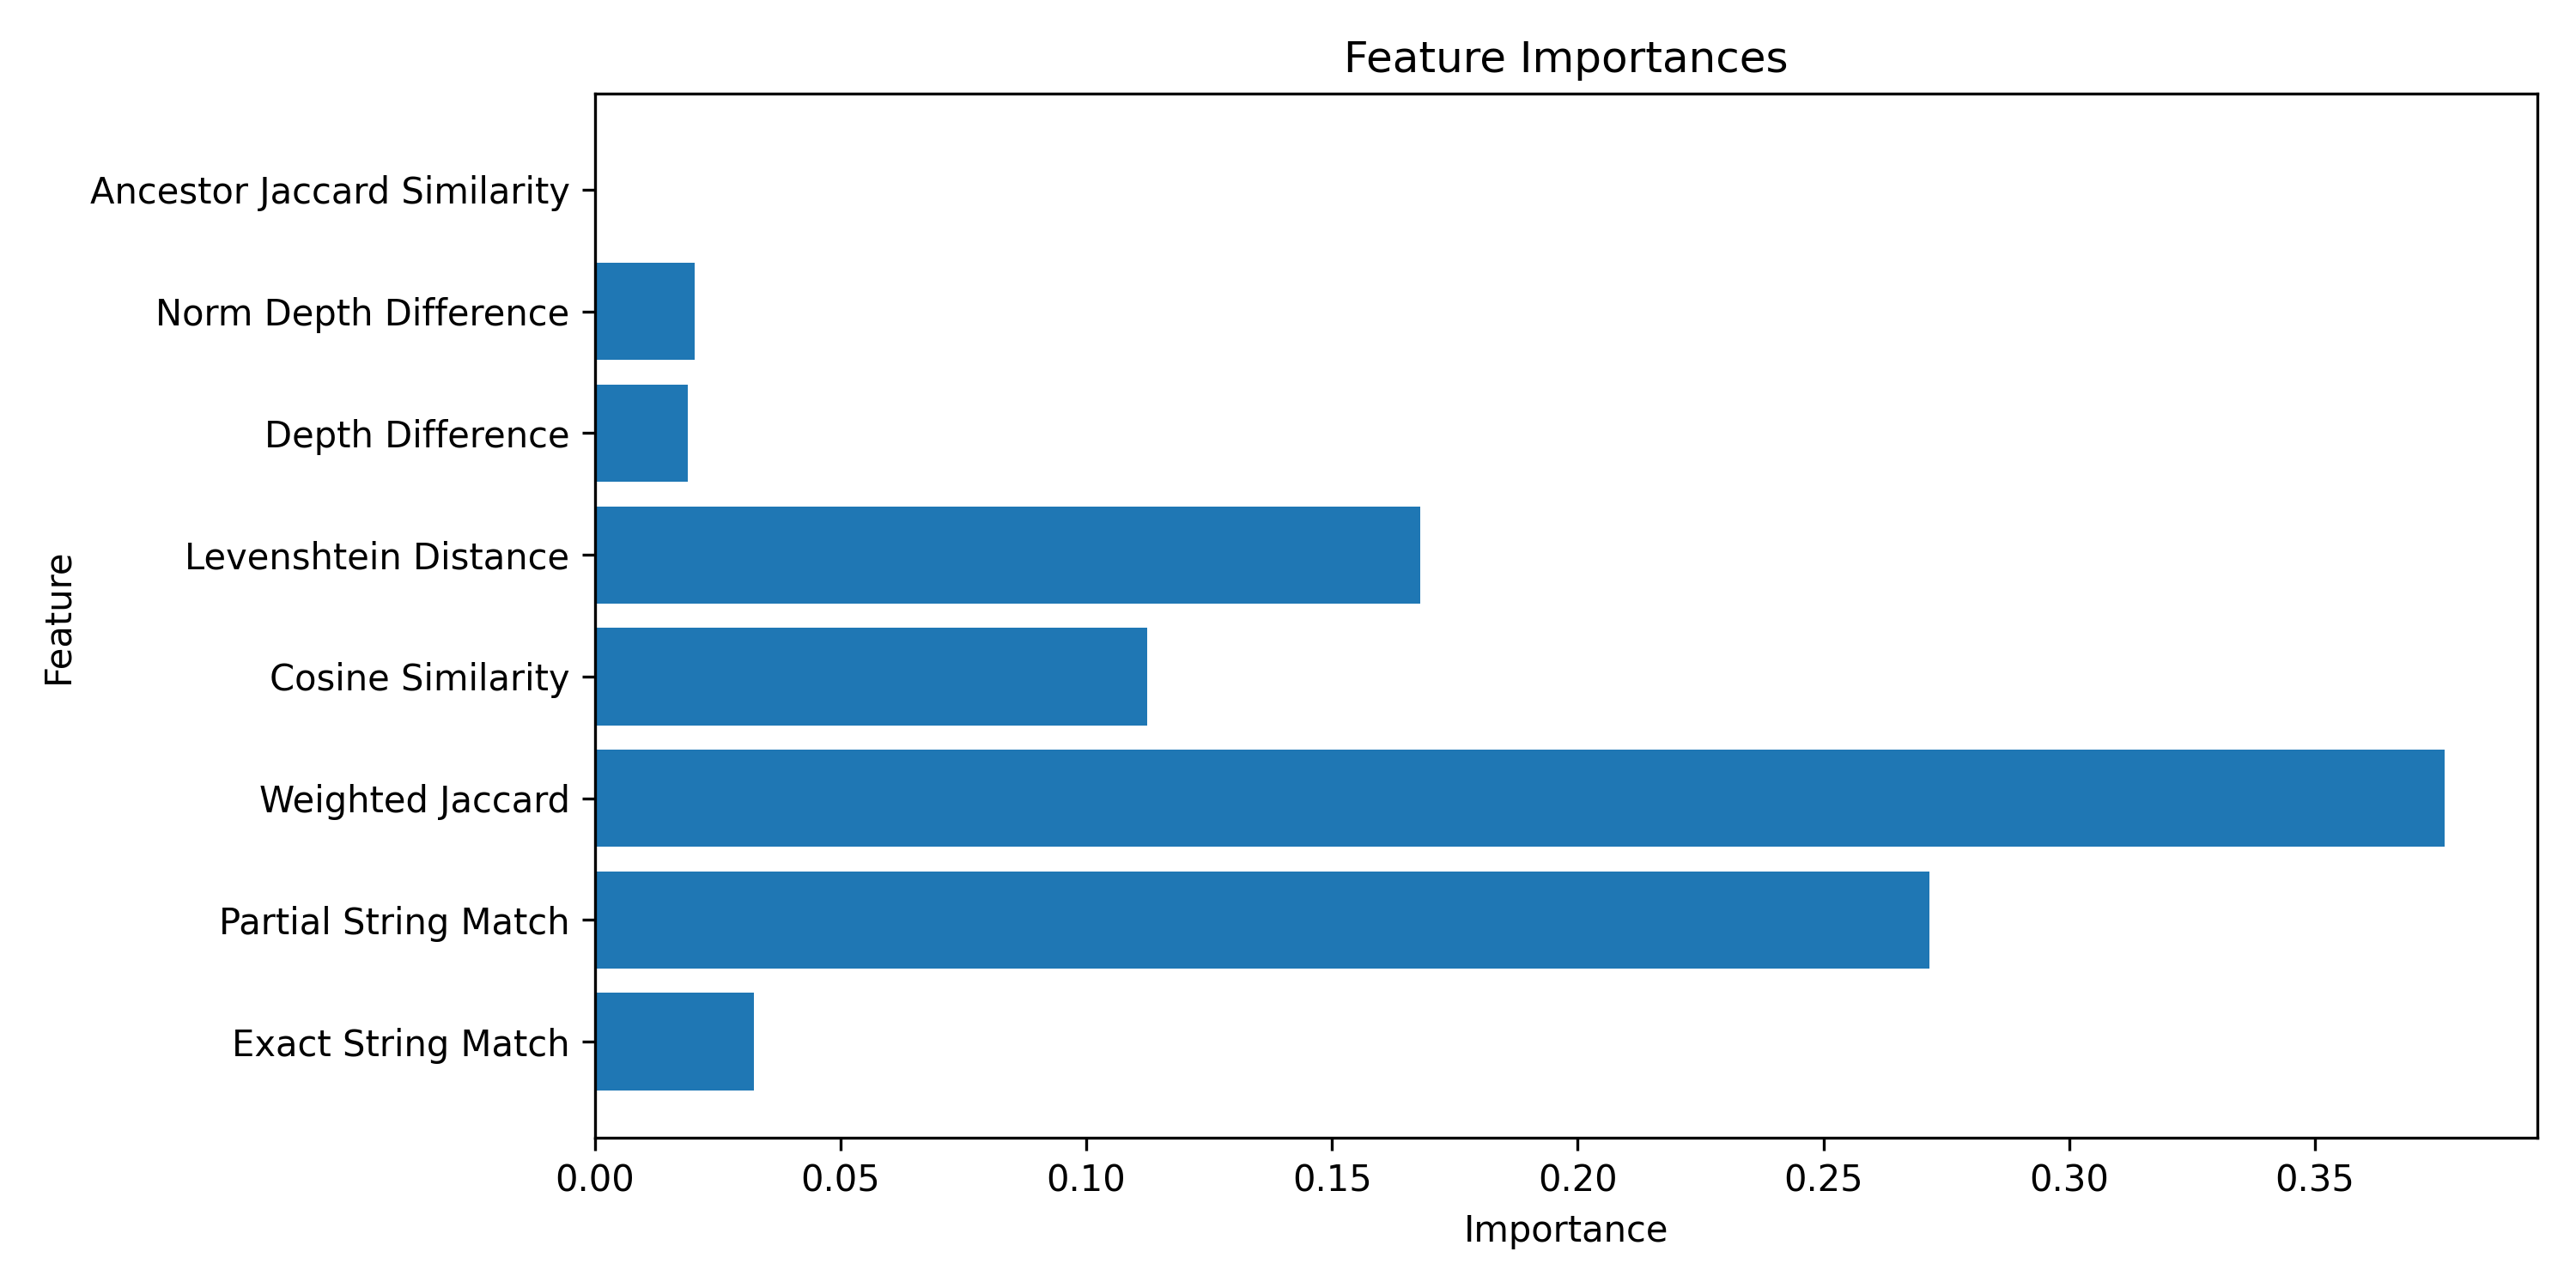 Feature Importances
Ancestor Jaccard Similarity
Norm Depth Difference
Depth Difference
Levenshtein Distance
Cosine Similarity
Weighted Jaccard
Partial String Match
Exact String Match
Feature
0.00 0.05 0.10 0.15 0.20 0.25 0.30 0.35
Importance